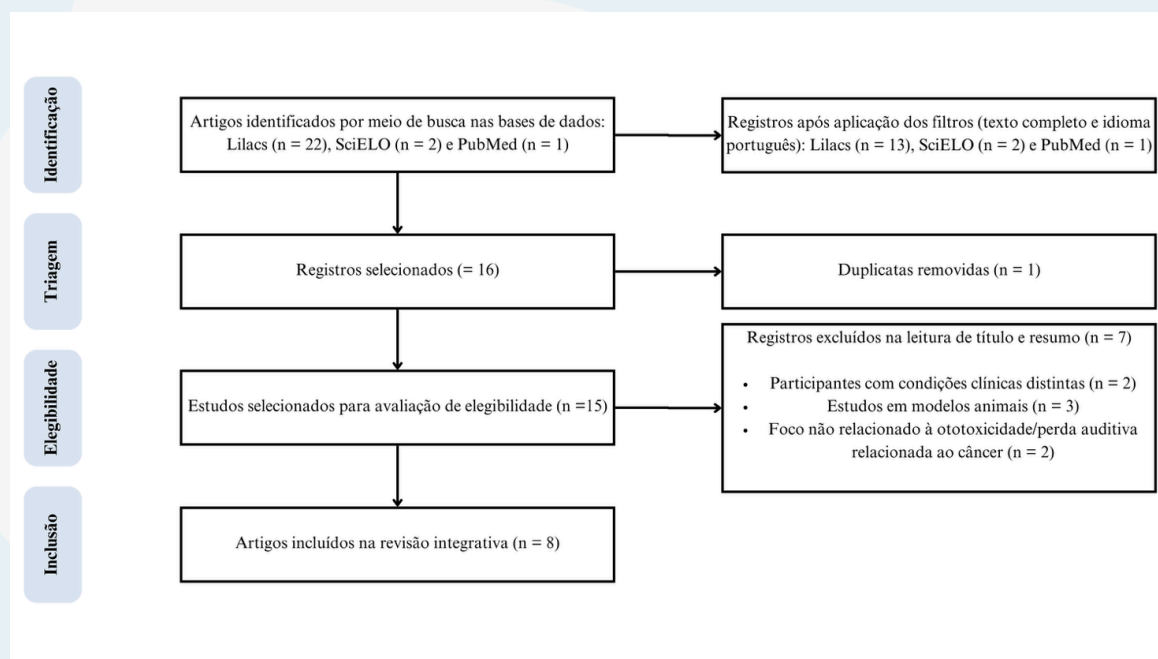 Identificação
Artigos identificados por meio de busca nas bases de dados:
Lilacs (n = 22), SciELO (n = 2) e PubMed (n = 1)
Registros após aplicação dos filtros (texto completo e idioma
português): Lilacs (n = 13), SciELO (n = 2) e PubMed (n = 1)
Triagem
Registros selecionados (= 16)
Duplicatas removidas (n = 1)
Elegibilidade
Estudos selecionados para avaliação de elegibilidade (n =15)
Registros excluídos na leitura de título e resumo (n = 7)
• Participantes com condições clínicas distintas (n = 2)
• Estudos em modelos animais (n = 3)
• Foco não relacionado à ototoxicidade/perda auditiva
relacionada ao câncer (n = 2)
Inclusão
Artigos incluídos na revisão integrativa (n = 8)